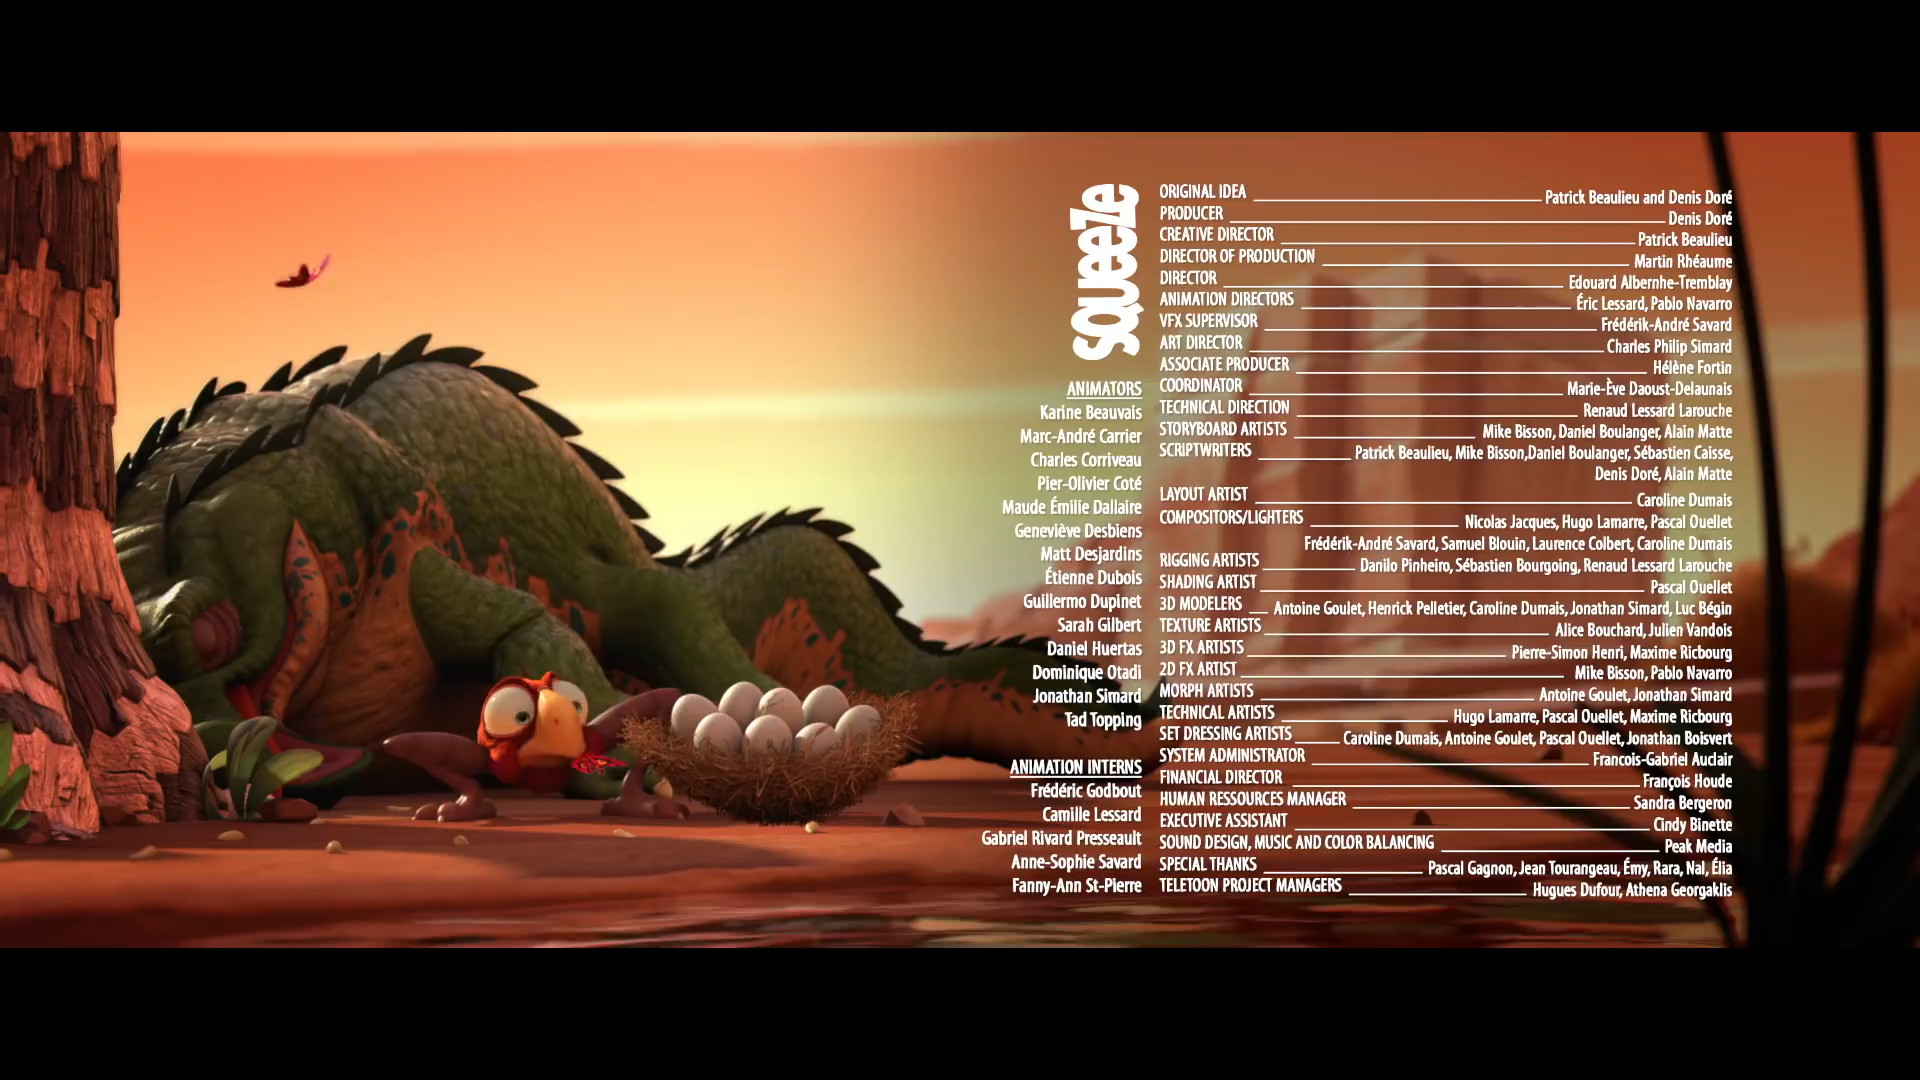 squeeze
ANIMATORS
Karine Beauvais
Marc-André Carrier
Charles Corriveau
Pier-Olivier Coté
Maude Émilie Dallaire
Geneviève Desbiens
Matt Desjardins
Étienne Dubois
Guillermo Dupinet
Sarah Gilbert
Daniel Huertas
Dominique Otadi
Jonathan Simard
Tad Topping
ANIMATION INTERNS
Frédéric Godbout
Camille Lessard
Gabriel Rivard Presseault
Anne-Sophie Savard
Fanny-Ann St-Pierre
ORIGINAL IDEA Patrick Beaulieu and Denis Doré
PRODUCER Denis Doré
CREATIVE DIRECTOR Patrick Beaulieu
DIRECTOR OF PRODUCTION Martin Rhéaume
DIRECTOR Edouard Albernhe-Tremblay
ANIMATION DIRECTORS Éric Lessard, Pablo Navarro
VFX SUPERVISOR Frédérik-André Savard
ART DIRECTOR Charles Philip Simard
ASSOCIATE PRODUCER Hélène Fortin
COORDINATOR Marie-Ève Daoust-Delaunais
TECHNICAL DIRECTION Renaud Lessard Larouche
STORYBOARD ARTISTS Mike Bisson, Daniel Boulanger, Alain Matte
SCRIPTWRITERS Patrick Beaulieu, Mike Bisson,Daniel Boulanger, Sébastien Caisse,
Denis Doré, Alain Matte
LAYOUT ARTIST Caroline Dumais
COMPOSITORS/LIGHTERS Nicolas Jacques, Hugo Lamarre, Pascal Ouellet
Frédérik-André Savard, Samuel Blouin, Laurence Colbert, Caroline Dumais
RIGGING ARTISTS Danilo Pinheiro, Sébastien Bourgoing, Renaud Lessard Larouche
SHADING ARTIST Pascal Ouellet
3D MODELERS Antoine Goulet, Henrick Pelletier, Caroline Dumais, Jonathan Simard, Luc Bégin
TEXTURE ARTISTS Alice Bouchard, Julien Vandois
3D FX ARTISTS Pierre-Simon Henri, Maxime Ricbourg
2D FX ARTIST Mike Bisson, Pablo Navarro
MORPH ARTISTS Antoine Goulet, Jonathan Simard
TECHNICAL ARTISTS Hugo Lamarre, Pascal Ouellet, Maxime Ricbourg
SET DRESSING ARTISTS Caroline Dumais, Antoine Goulet, Pascal Ouellet, Jonathan Boisvert
SYSTEM ADMINISTRATOR Francois-Gabriel Auclair
FINANCIAL DIRECTOR François Houde
HUMAN RESSOURCES MANAGER Sandra Bergeron
EXECUTIVE ASSISTANT Cindy Binette
SOUND DESIGN, MUSIC AND COLOR BALANCING Peak Media
SPECIAL THANKS Pascal Gagnon, Jean Tourangeau, Émy, Rara, Nal, Élia
TELETOON PROJECT MANAGERS Hugues Dufour, Athena Georgaklis